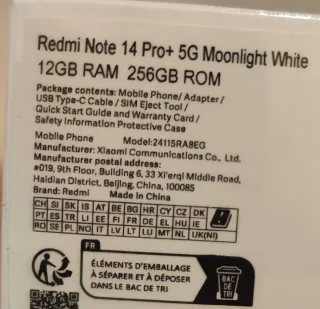 Redmi Note 14 Pro+ 5G Moonlight White
12GB RAM 256GB ROM
Package contents: Mobile Phone/ Adapter/
USB Type-C Cable / SIM Eject Tool /
Quick Start Guide and Warranty Card /
Safety Information Protective Case
Mobile Phone Model:24115RA8EG
Manufacturer: Xiaomi Communications Co., Ltd.
Manufacturer postal address:
#019, 9th Floor, Building 6, 33 Xi'erqi Middle Road,
Haidian District, Beijing, China, 100085
Brand: Redmi Made in China
CH SI SK IS AT BE BG HR CY CZ DK
PT ES TR LI EE FI FR DE EL HU IE
RO SE PL NO IT LV LT LU MT NL UK(NI)
FR
ÉLÉMENTS D'EMBALLAGE
À SÉPARER ET À DÉPOSER
DANS LE BAC DE TRI
BAC
DE
TRI